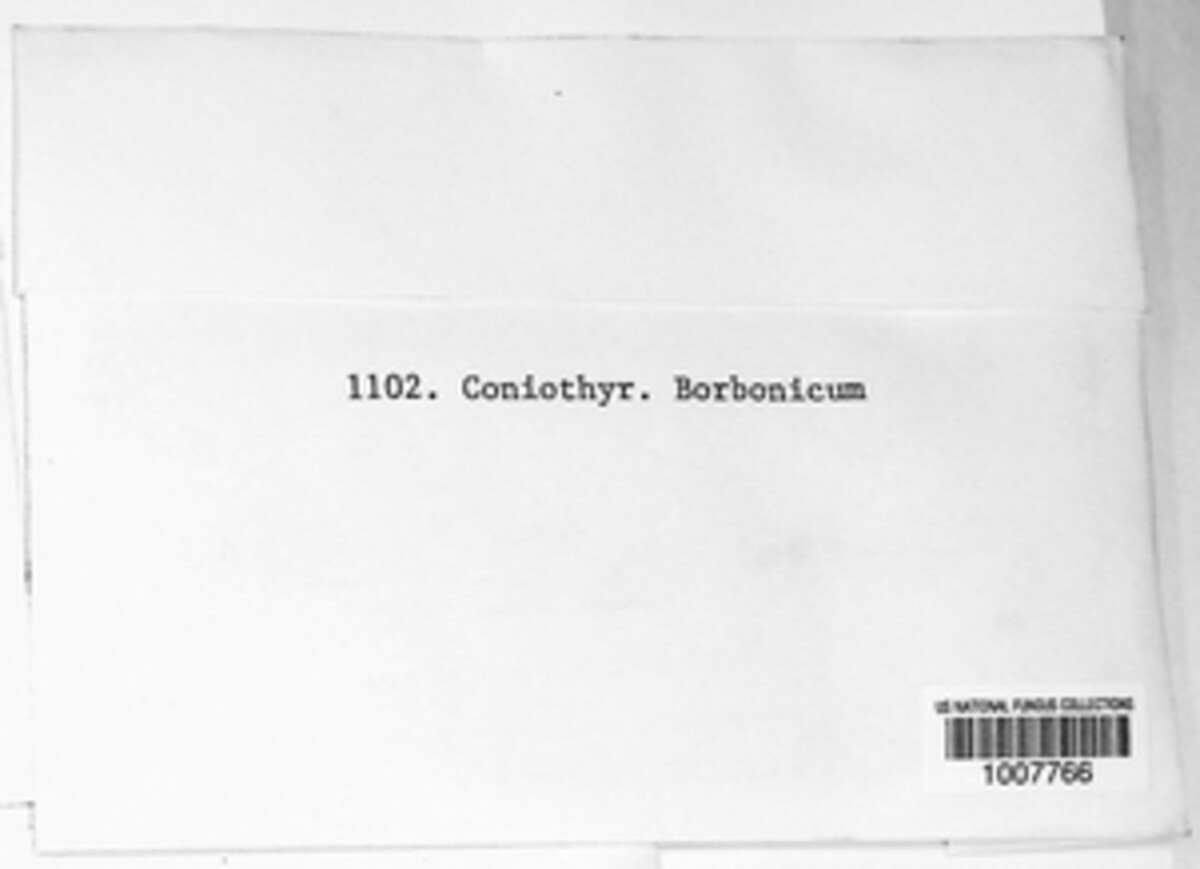 1102. Coniothyr. Borbonicum
US NATIONAL FUNGUS COLLECTIONS
1007766